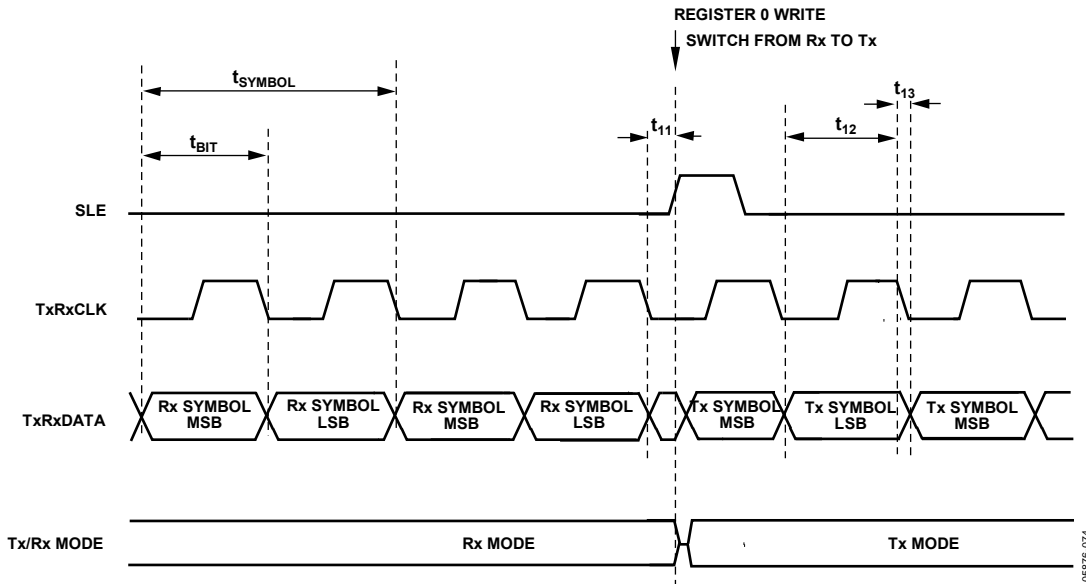 REGISTER 0 WRITE
SWITCH FROM Rx TO Tx
tSYMBOL
t13
t11
t12
tBIT
SLE
TxRxCLK
TxRxDATA
Rx SYMBOL
MSB
Rx SYMBOL
LSB
Rx SYMBOL
MSB
Rx SYMBOL
LSB
Tx SYMBOL
MSB
Tx SYMBOL
LSB
Tx SYMBOL
MSB
Tx/Rx MODE
Rx MODE
Tx MODE
05876-074